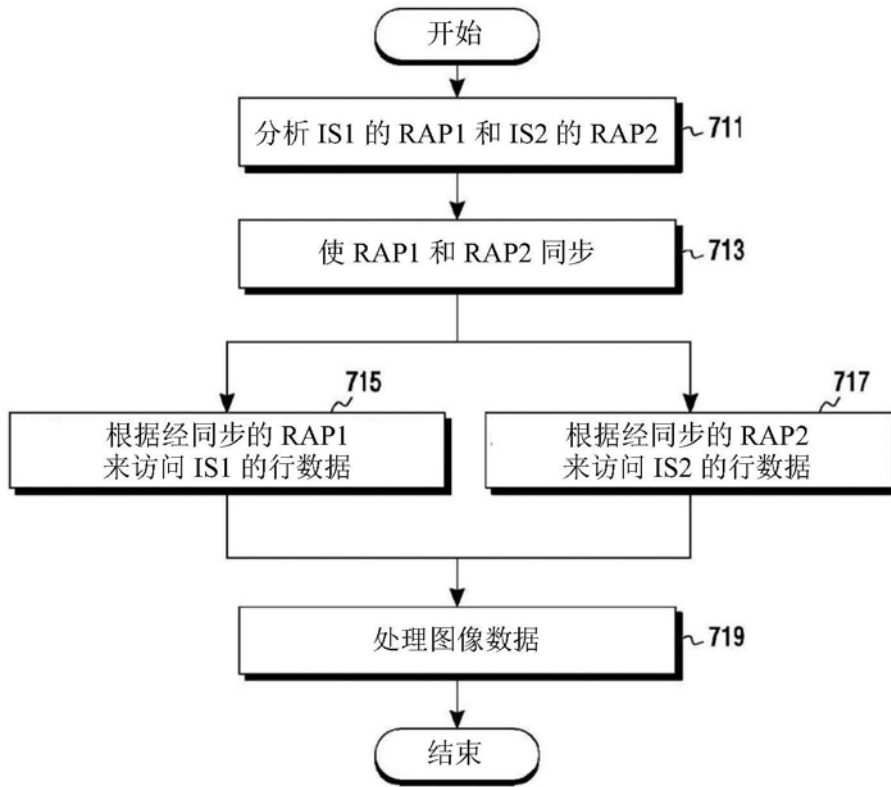 开始
分析 IS1 的 RAP1 和 IS2 的 RAP2
711
使 RAP1 和 RAP2 同步
713
715
根据经同步的 RAP1
来访问 IS1 的行数据
717
根据经同步的 RAP2
来访问 IS2 的行数据
处理图像数据
719
结束